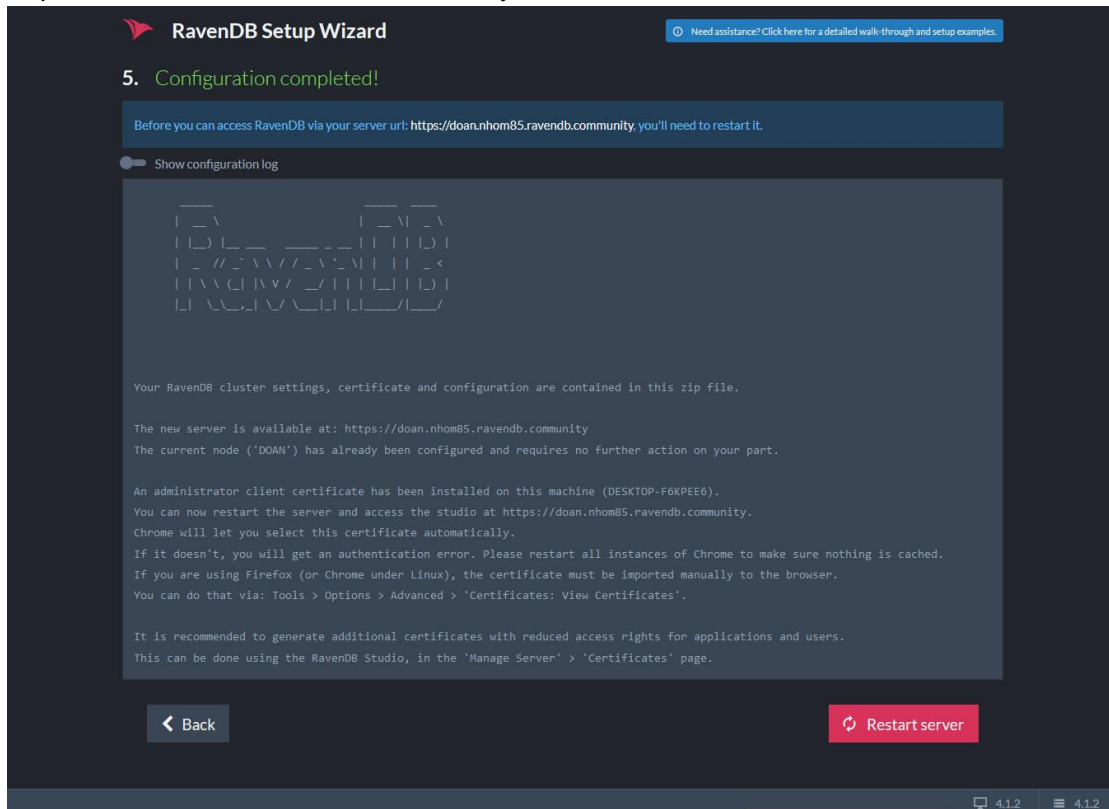 RavenDB Setup Wizard
Need assistance? Click here for a detailed walk-through and setup examples.
5. Configuration completed!
Before you can access RavenDB via your server url: https://doan.nhom85.ravendb.community, you'll need to restart it.
Show configuration log
Your RavenDB cluster settings, certificate and configuration are contained in this zip file.
The new server is available at: https://doan.nhom85.ravendb.community
The current node ('DOAN') has already been configured and requires no further action on your part.
An administrator client certificate has been installed on this machine (DESKTOP-F6KPEE6).
You can now restart the server and access the studio at https://doan.nhom85.ravendb.community.
Chrome will let you select this certificate automatically.
If it doesn't, you will get an authentication error. Please restart all instances of Chrome to make sure nothing is cached.
If you are using Firefox (or Chrome under Linux), the certificate must be imported manually to the browser.
You can do that via: Tools > Options > Advanced > 'Certificates: View Certificates'.
It is recommended to generate additional certificates with reduced access rights for applications and users.
This can be done using the RavenDB Studio, in the 'Manage Server' > 'Certificates' page.
Back
Restart server
4.1.2
4.1.2